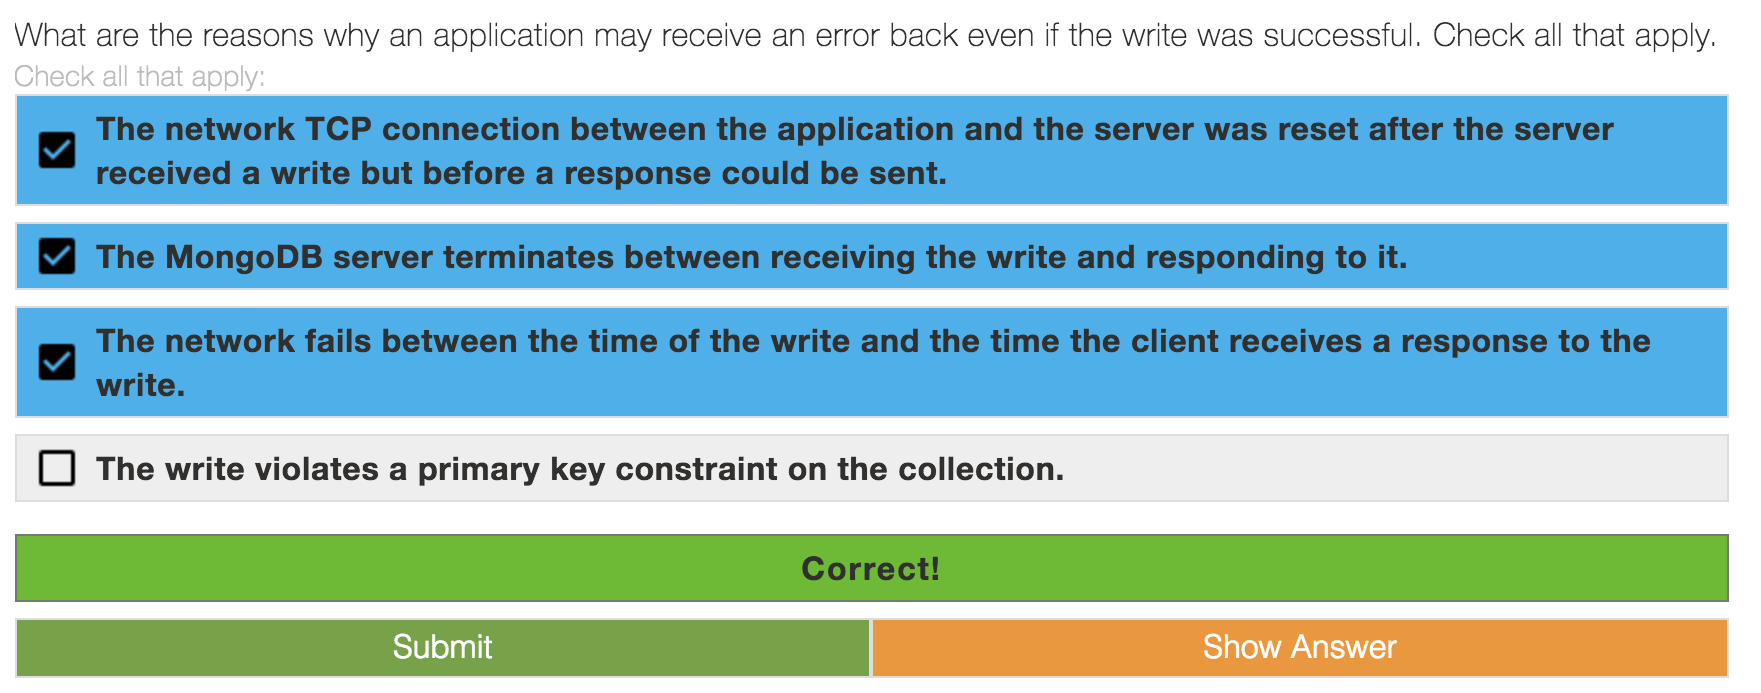 What are the reasons why an application may receive an error back even if the write was successful. Check all that apply.
Check all that apply:
The network TCP connection between the application and the server was reset after the server
received a write but before a response could be sent.
The MongoDB server terminates between receiving the write and responding to it.
The network fails between the time of the write and the time the client receives a response to the
write.
The write violates a primary key constraint on the collection.
Correct!
Submit
Show Answer